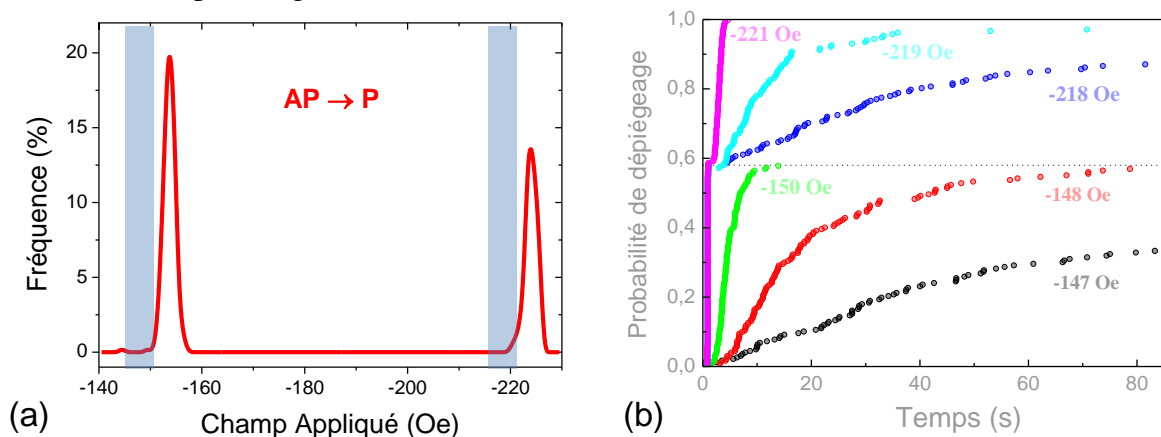 (a)
Fréquence (%)
20
15
10
5
0
AP → P
-140
-160
-180
-200
-220
Champ Appliqué (Oe)
(b)
Probabilité de dépiégeage
1,0
0,8
0,6
0,4
0,2
0,0
-221 Oe
-219 Oe
-218 Oe
-150 Oe
-148 Oe
-147 Oe
0
20
40
60
80
Temps (s)